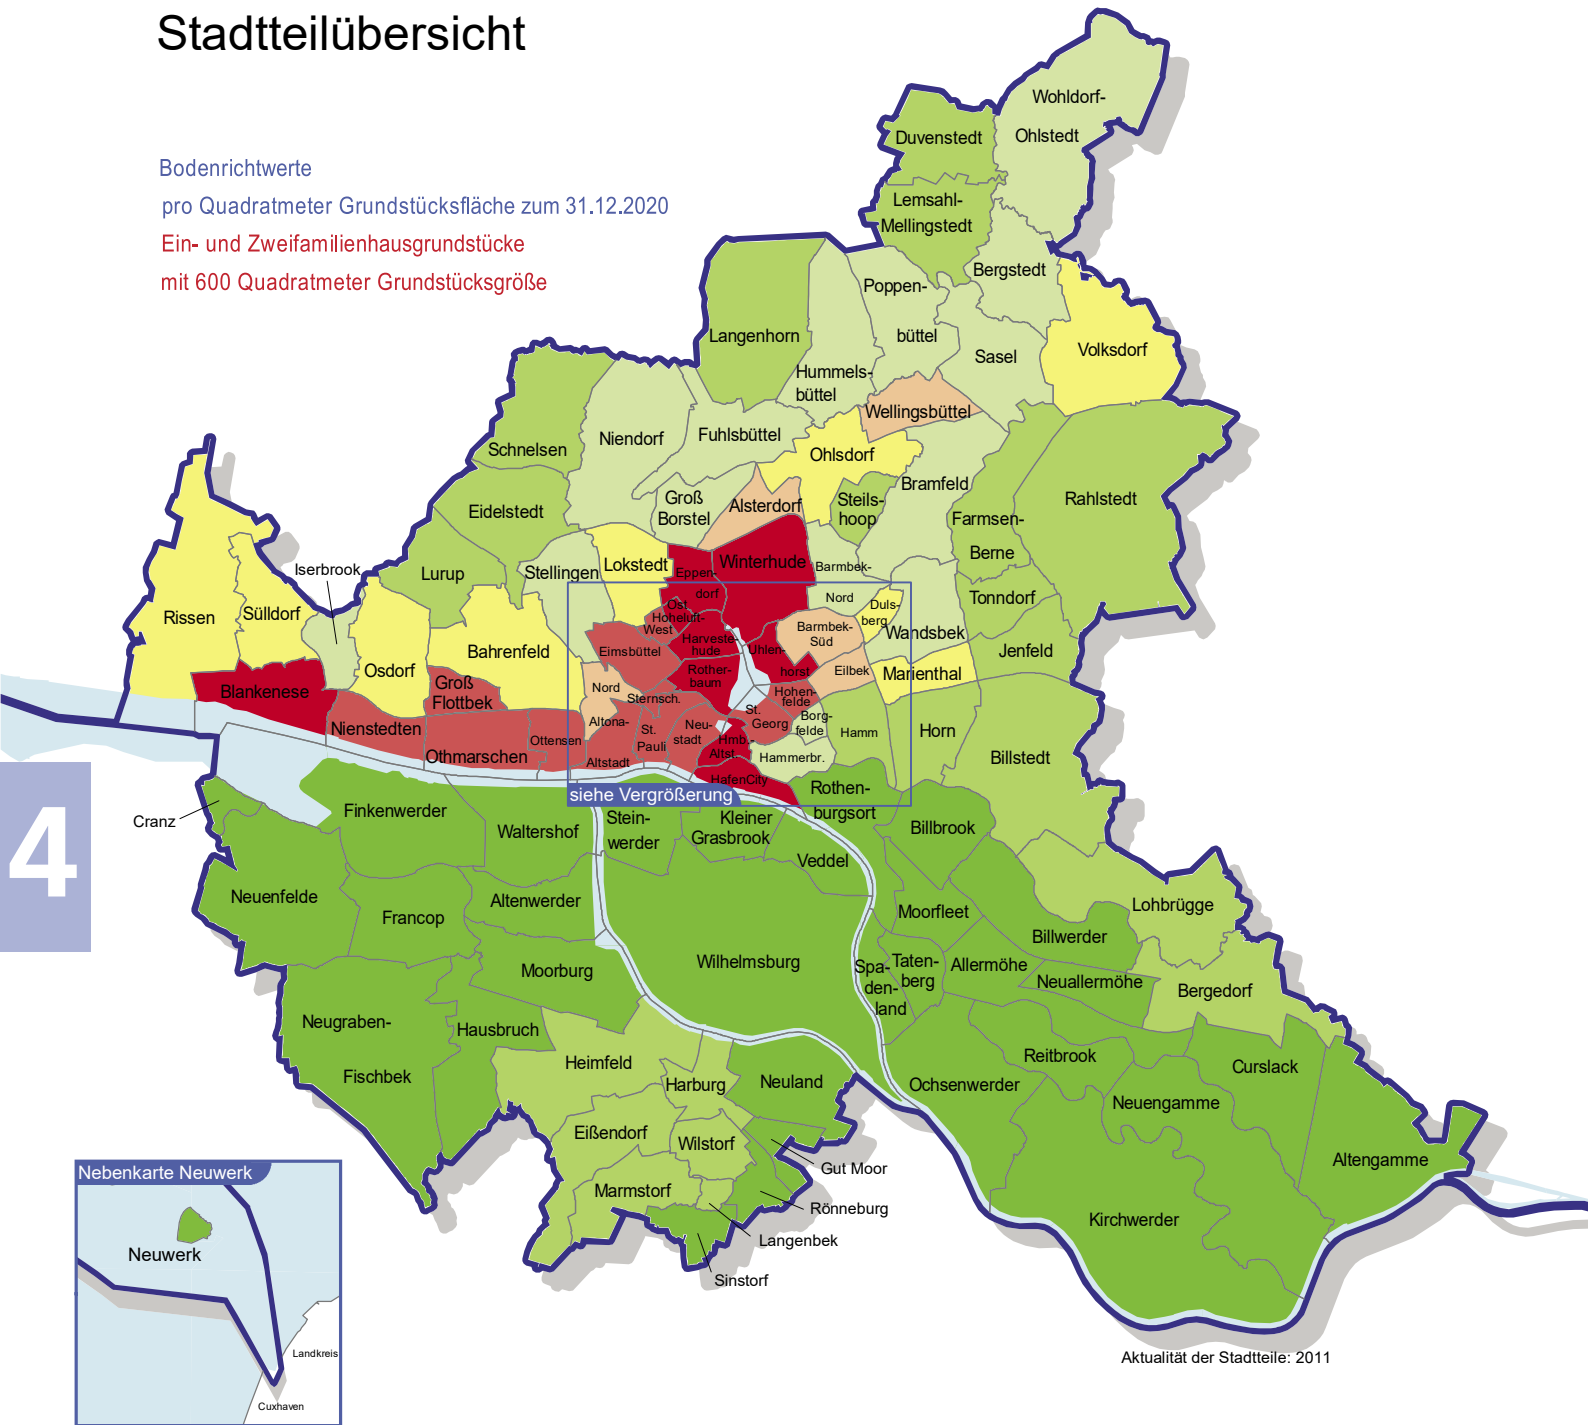 Stadtteilübersicht
Bodenrichtwerte
pro Quadratmeter Grundstücksfläche zum 31.12.2020
Ein- und Zweifamilienhausgrundstücke
mit 600 Quadratmeter Grundstücksgröße
Wohldorf-
Ohlstedt
Duvenstedt
Lemsahl-
Mellingstedt
Bergstedt
Poppen-
büttel
Langenhorn
Hummels-
büttel
Sasel
Volksdorf
Wellingsbüttel
Schnelsen
Niendorf
Fuhlsbüttel
Ohlsdorf
Bramfeld
Rahlstedt
Eidelstedt
Groß
Borstel
Alsterdorf
Steils-
hoop
Farmsen-
Berne
Iserbrook
Lurup
Stellingen
Lokstedt
Eppen-
dorf
Winterhude
Barmbek-
Nord
Tonndorf
Rissen
Sülldorf
Ost
Hoheluft-
West
Duls-
berg
Wandsbek
Jenfeld
Osdorf
Bahrenfeld
Eimsbüttel
Harveste-
hude
Uhlen-
horst
Barmbek-
Süd
Eilbek
Marienthal
Blankenese
Groß
Flottbek
Nord
Altona-
Altstadt
Sternsch.
Rother-
baum
Hohen-
felde
Nienstedten
Othmarschen
Ottensen
St.
Pauli
Neu-
stadt
Hmb.-
Altst.
St.
Georg
Borg-
felde
Hamm
Horn
Hammerbr.
Billstedt
HafenCity
siehe Vergrößerung
4
Cranz
Finkenwerder
Waltershof
Stein-
werder
Kleiner
Grasbrook
Rothen-
burgsort
Veddel
Billbrook
Neuenfelde
Francop
Altenwerder
Moorfleet
Lohbrügge
Billwerder
Moorburg
Wilhelmsburg
Spa-
den-
land
Taten-
berg
Allermöhe
Neuallermöhe
Bergedorf
Neugraben-
Fischbek
Hausbruch
Heimfeld
Harburg
Neuland
Reitbrook
Curslack
Ochsenwerder
Neuengamme
Eißendorf
Wilstorf
Gut Moor
Altengamme
Marmstorf
Rönneburg
Langenbek
Sinstorf
Kirchwerder
Nebenkarte Neuwerk
Neuwerk
Landkreis
Cuxhaven
Aktualität der Stadtteile: 2011